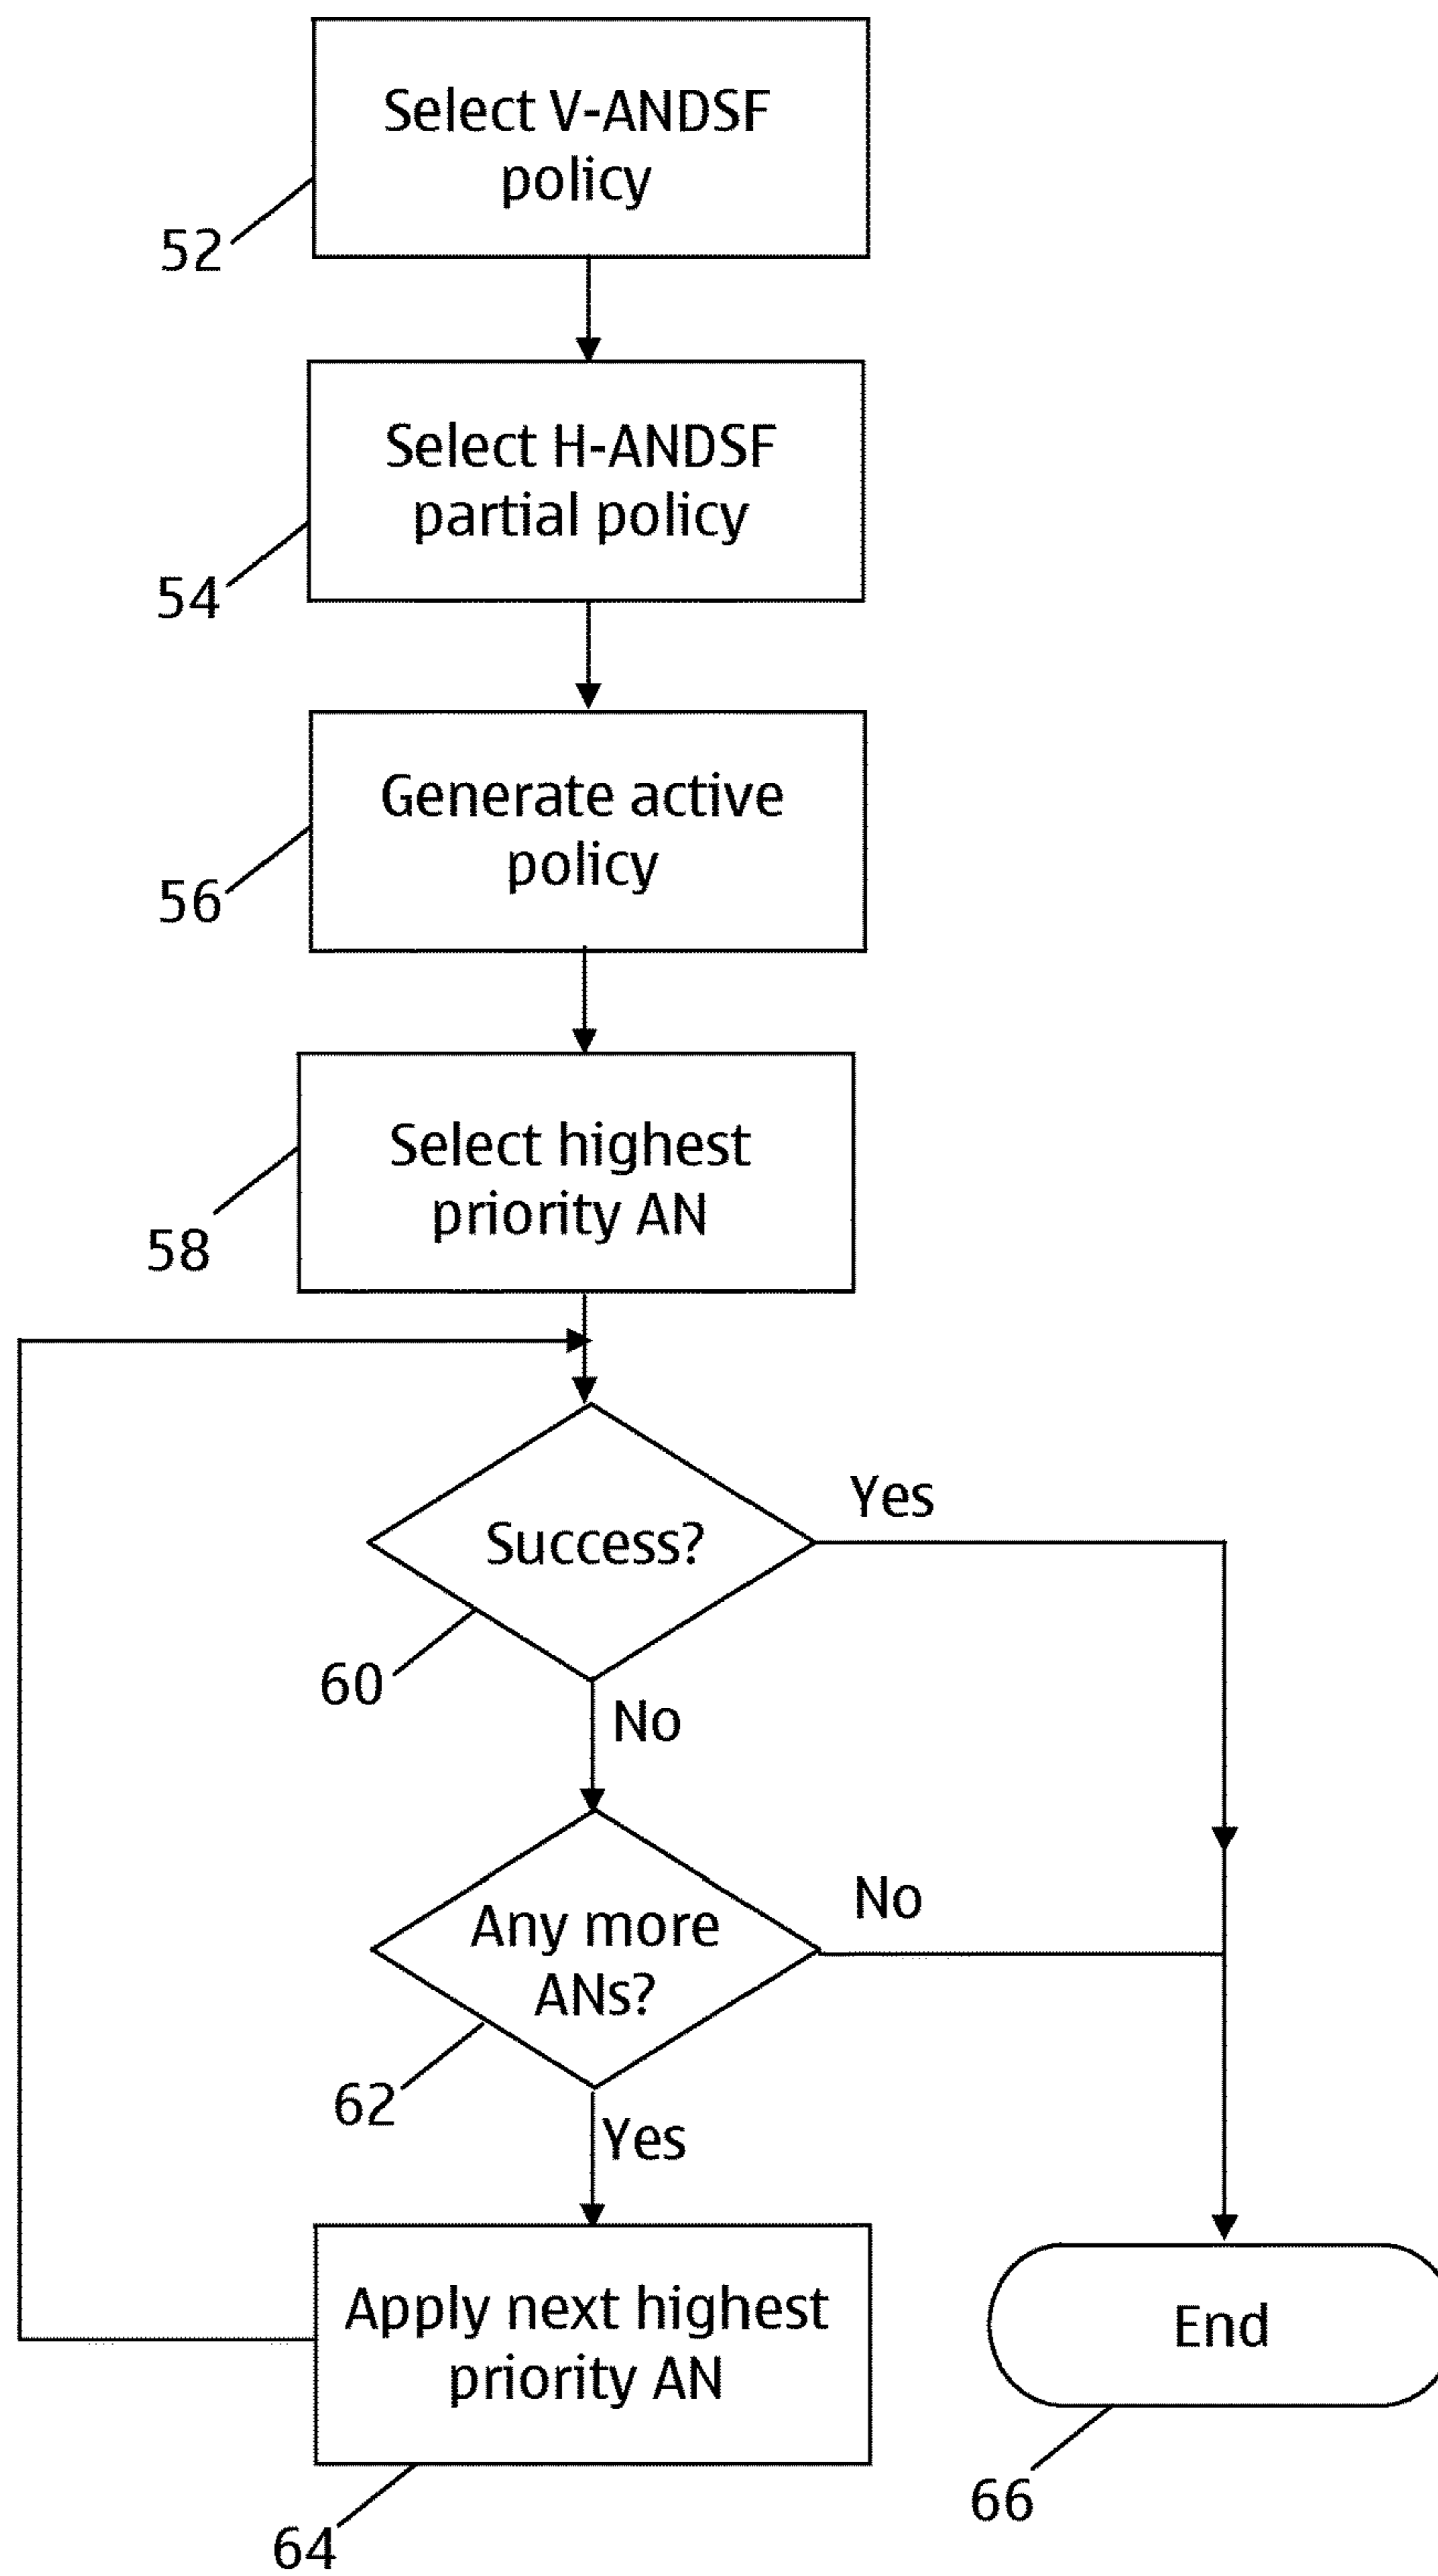 Select V-ANDSF
policy
52
Select H-ANDSF
partial policy
54
Generate active
policy
56
Select highest
priority AN
58
Yes
Success?
60
No
No
Any more
ANs?
62
Yes
Apply next highest
priority AN
End
66
64